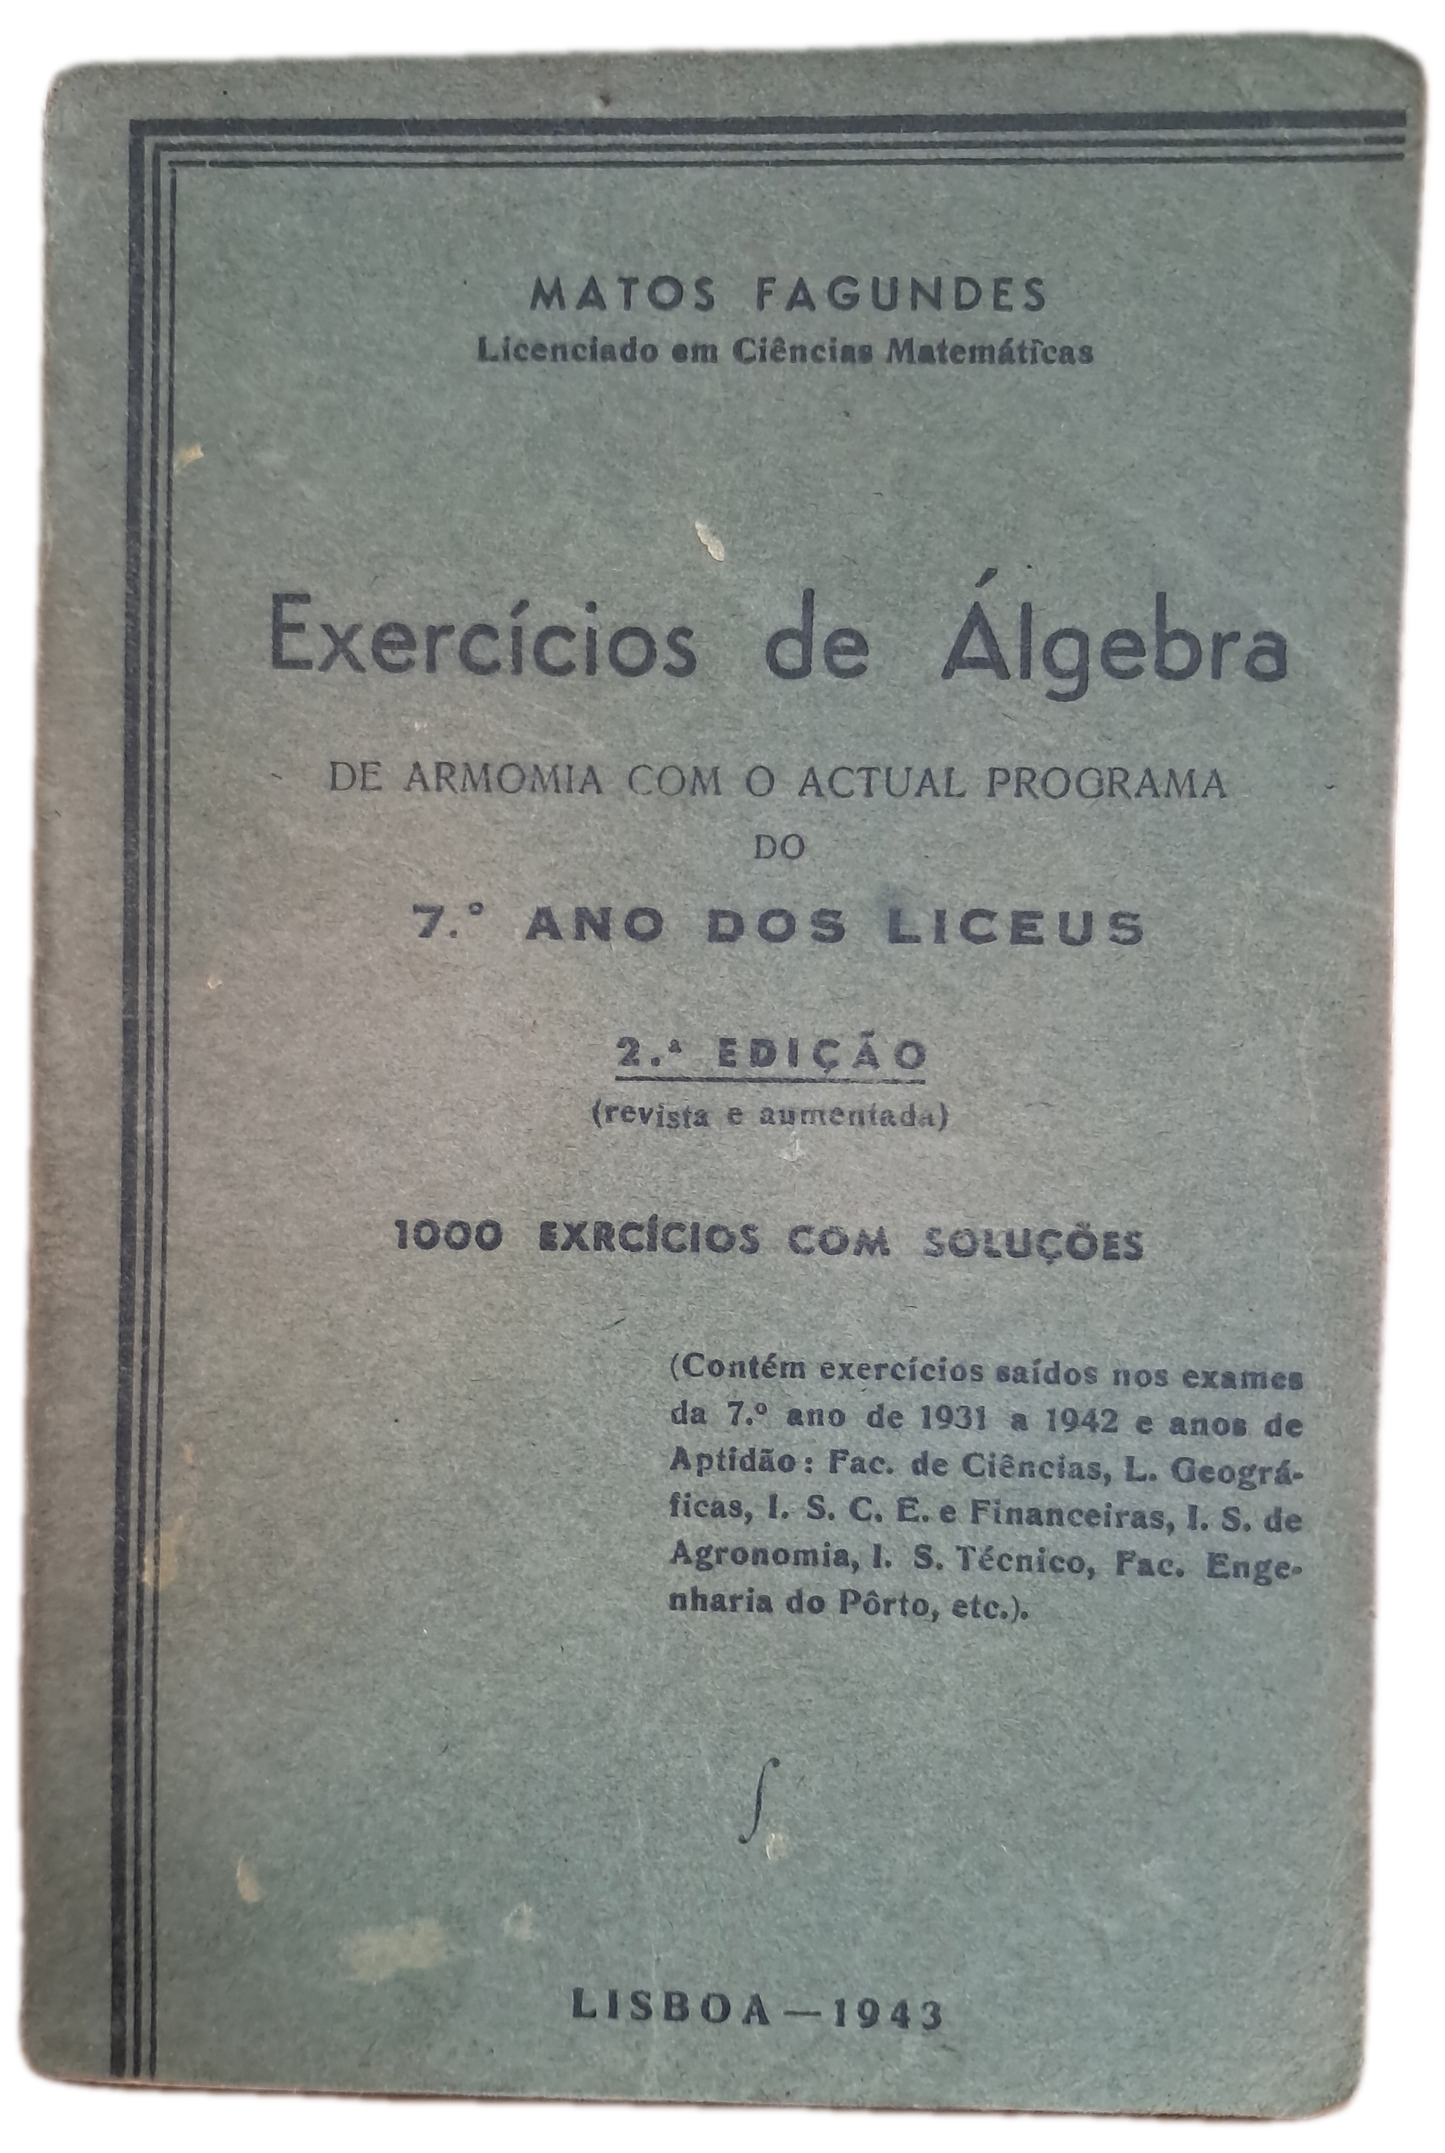 MATOS FAGUNDES
Licenciado em Ciências Matemáticas
Exercícios de Álgebra
DE ARMOMIA COM O ACTUAL PROGRAMA
DO
7.º ANO DOS LICEUS
2.ª EDIÇÃO
(revista e aumentada)
1000 EXRCÍCIOS COM SOLUÇÕES
(Contém exercícios saídos nos exames
da 7.º ano de 1931 a 1942 e anos de
Aptidão: Fac. de Ciências, L. Geográ-
ficas, I. S. C. E. e Financeiras, I. S. de
Agronomia, I. S. Técnico, Fac. Enge-
nharia do Pôrto, etc.).
∫
LISBOA—1943